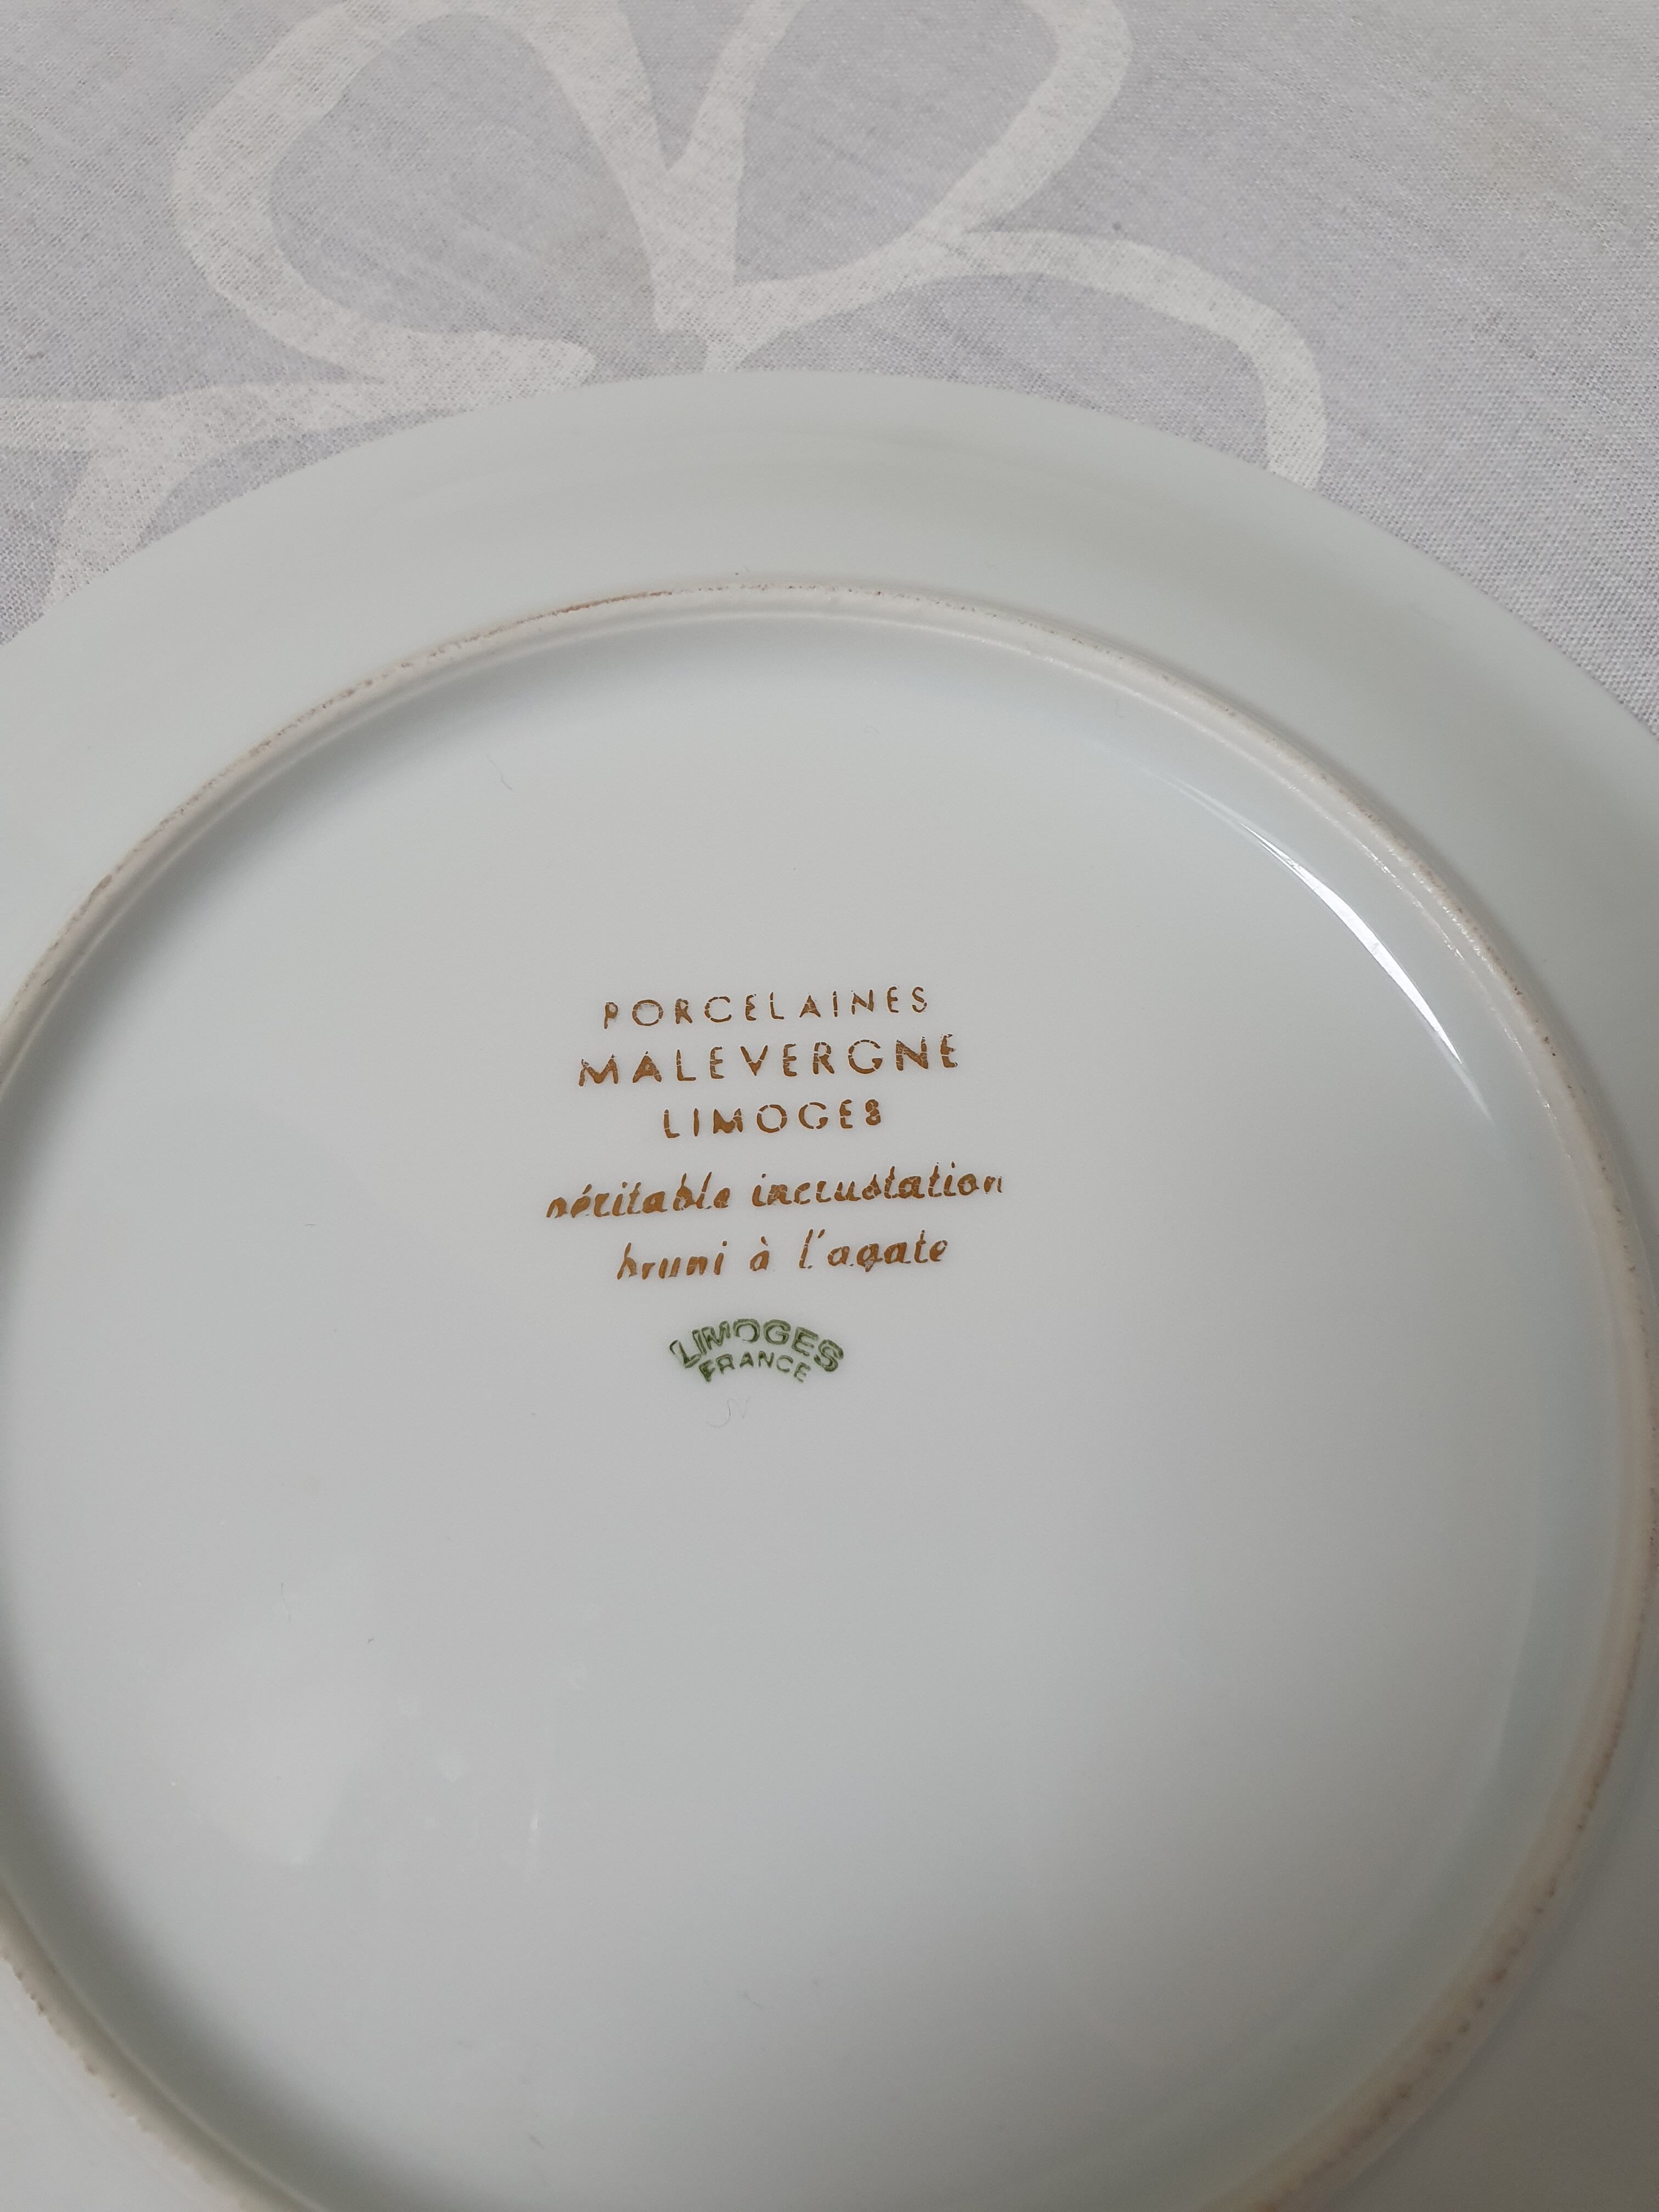 PORCELAINES
MALEVERGNE
LIMOGES
véritable incrustation
bruni à l'agate
LIMOGES
FRANCE